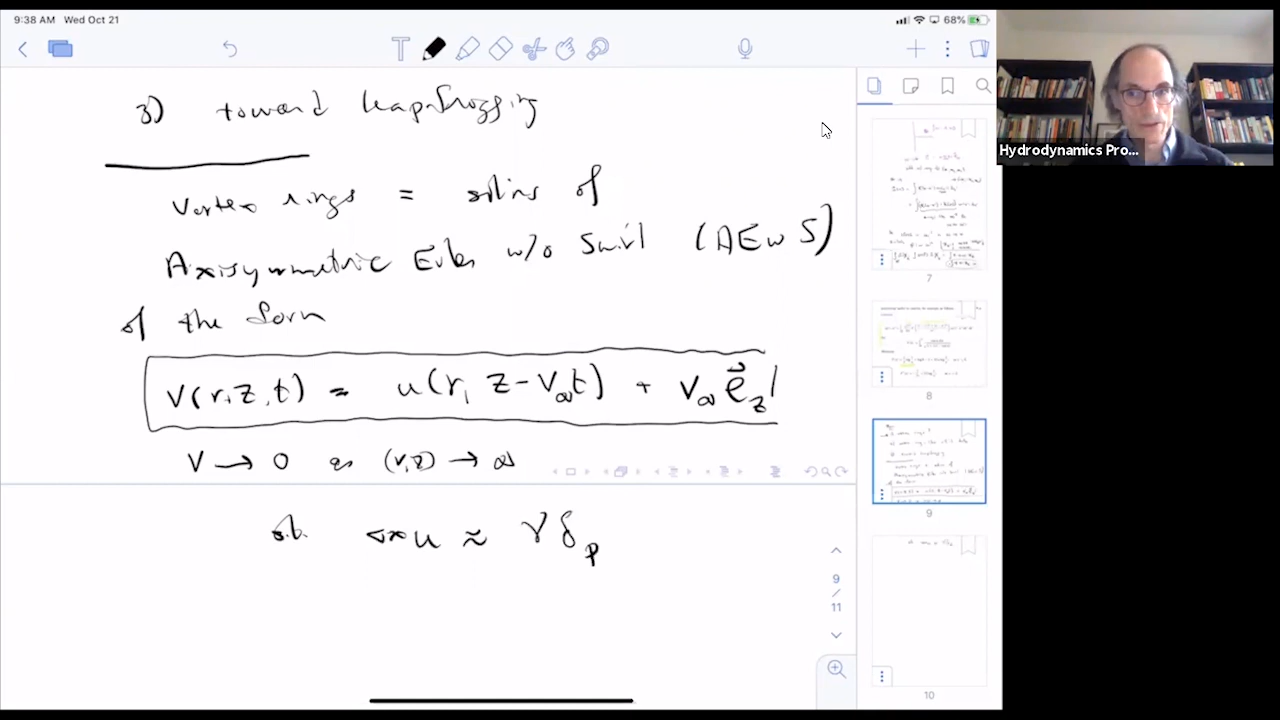 9:38 AM Wed Oct 21
68%
3) toward leapfrogging
Vortex rings = solns of
Axisymmetric Euler w/o Swirl (AEwS)
of the form
v(r,z,t) = u(r, z-V∞t) + V∞ e⃗z
v → 0 as (r,z) → ∞
s.t. ∇×u ≈ γδp
7
8
9
10
9
/
11
Hydrodynamics Pro...